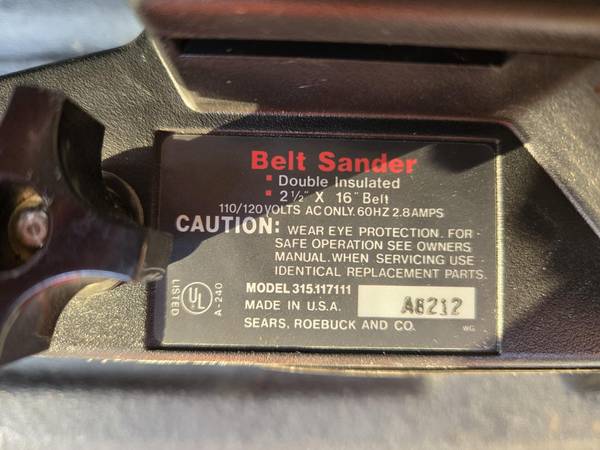 Belt Sander
▪ Double Insulated
▪ 2½" X 16" Belt
110/120 VOLTS AC ONLY. 60HZ 2.8 AMPS
CAUTION: WEAR EYE PROTECTION. FOR
SAFE OPERATION SEE OWNERS
MANUAL. WHEN SERVICING USE
IDENTICAL REPLACEMENT PARTS.
LISTED UL A-240
MODEL 315.117111
MADE IN U.S.A. A8212
SEARS, ROEBUCK AND CO. WG